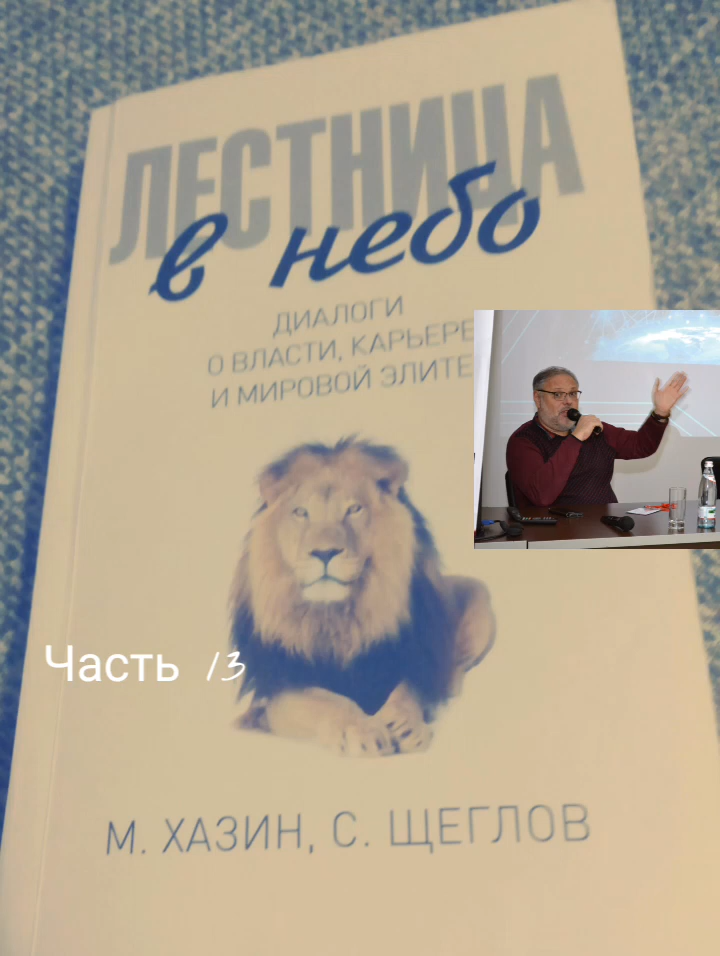 ЛЕСТНИЦА
в небо
ДИАЛОГИ
О ВЛАСТИ, КАРЬЕРЕ
И МИРОВОЙ ЭЛИТЕ
Часть 13
М. ХАЗИН, С. ЩЕГЛОВ